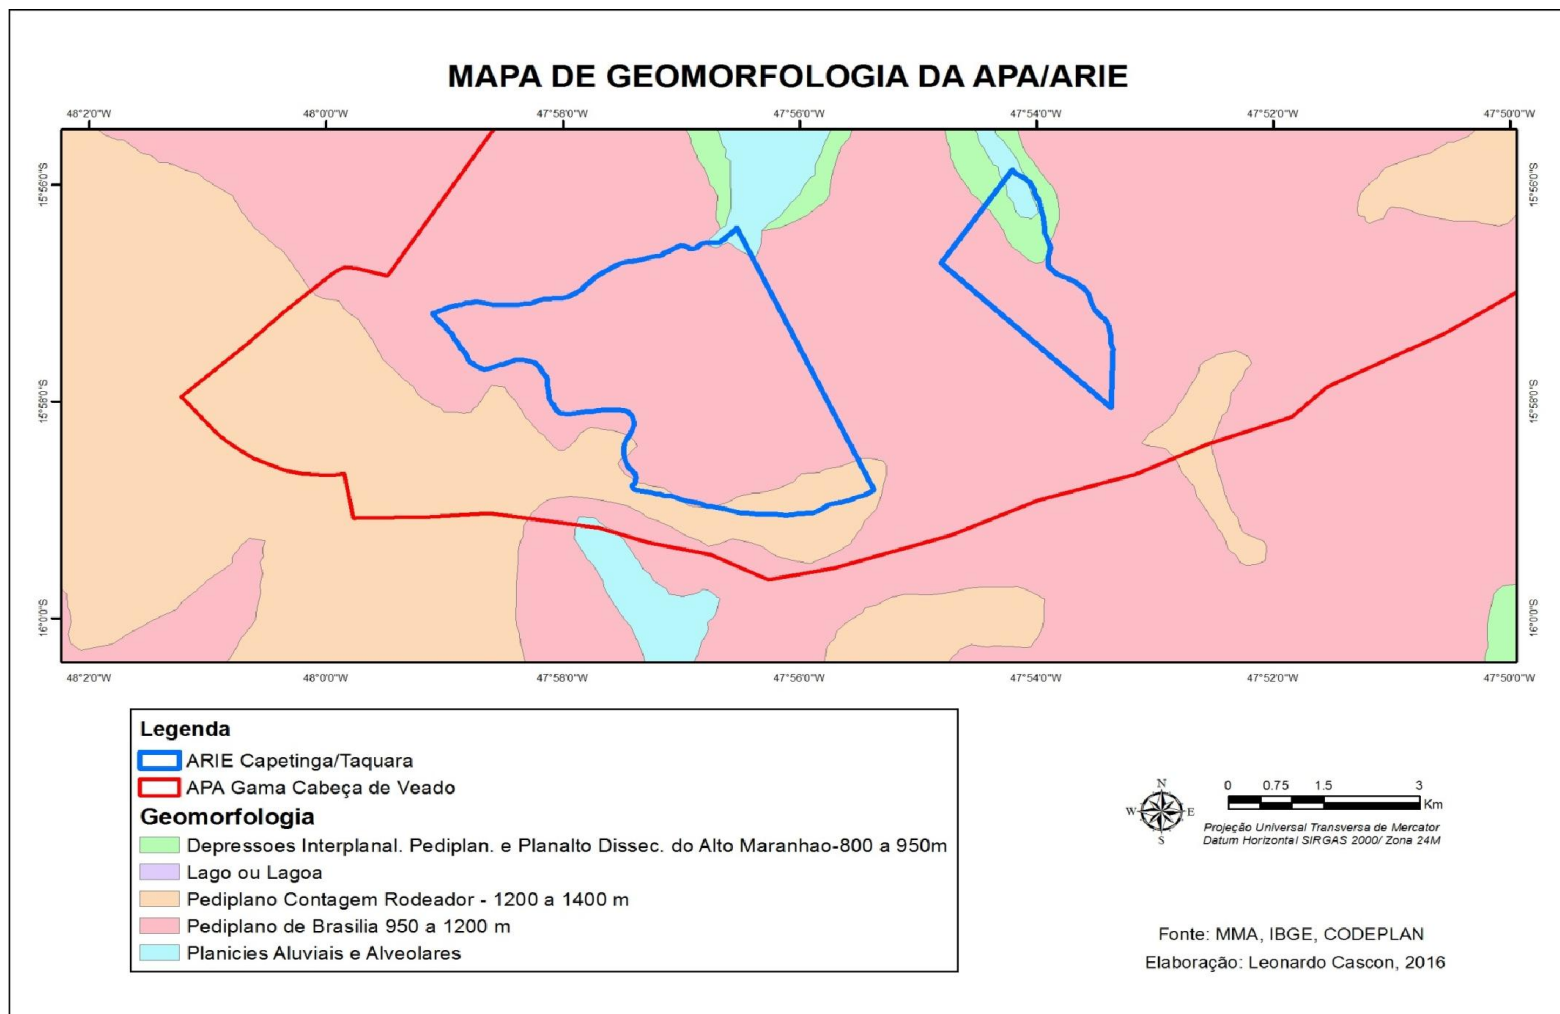 MAPA DE GEOMORFOLOGIA DA APA/ARIE
48°2'0"W 48°0'0"W 47°58'0"W 47°56'0"W 47°54'0"W 47°52'0"W 47°50'0"W
15°56'0"S 15°56'0"S
15°58'0"S 15°58'0"S
16°0'0"S 16°0'0"S
48°2'0"W 48°0'0"W 47°58'0"W 47°56'0"W 47°54'0"W 47°52'0"W 47°50'0"W
Legenda
ARIE Capetinga/Taquara
APA Gama Cabeça de Veado
Geomorfologia
Depressoes Interplanal. Pediplan. e Planalto Dissec. do Alto Maranhao-800 a 950m
Lago ou Lagoa
Pediplano Contagem Rodeador - 1200 a 1400 m
Pediplano de Brasilia 950 a 1200 m
Planicies Aluviais e Alveolares
N
W E
S
0 0.75 1.5 3
Km
Projeção Universal Transversa de Mercator
Datum Horizontal SIRGAS 2000/ Zona 24M
Fonte: MMA, IBGE, CODEPLAN
Elaboração: Leonardo Cascon, 2016